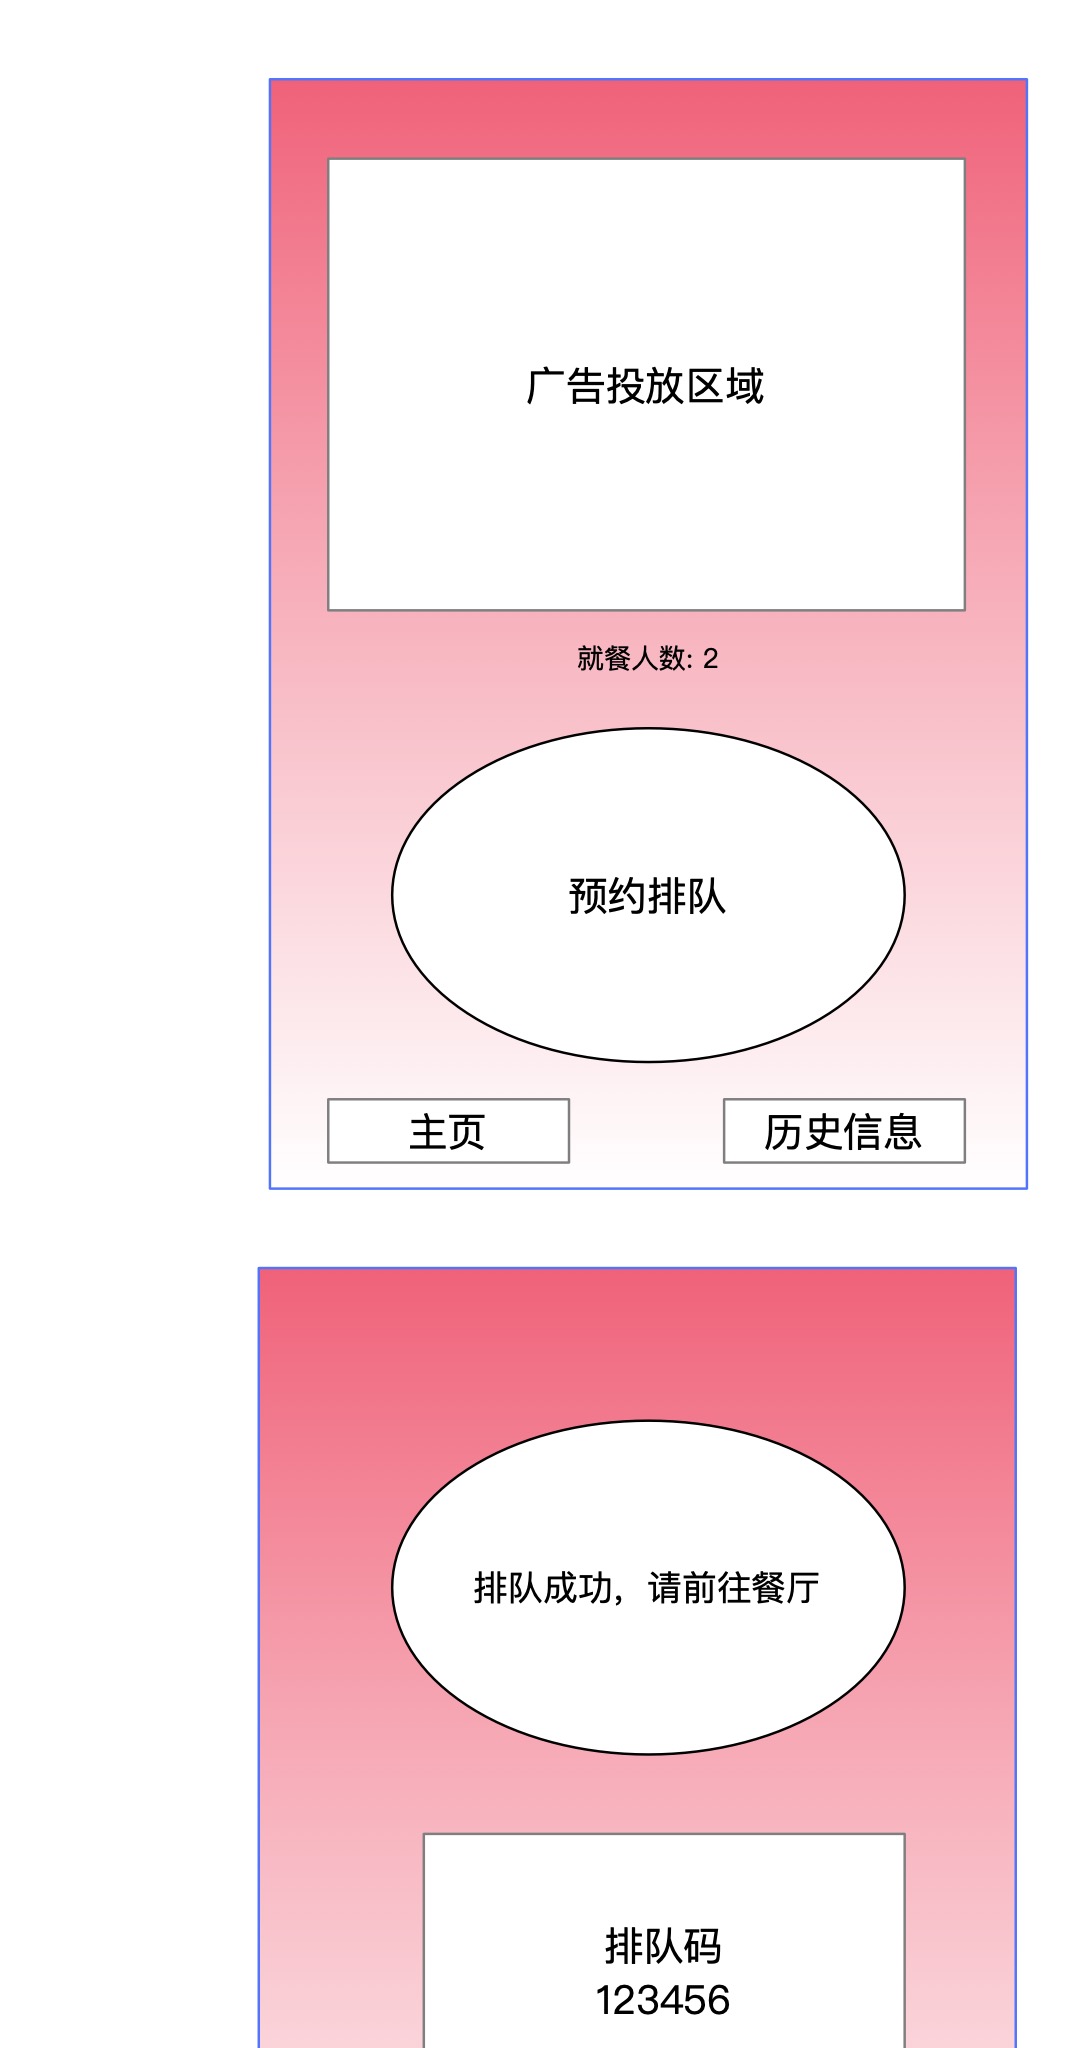 广告投放区域
就餐人数: 2
预约排队
主页
历史信息
排队成功，请前往餐厅
排队码
123456